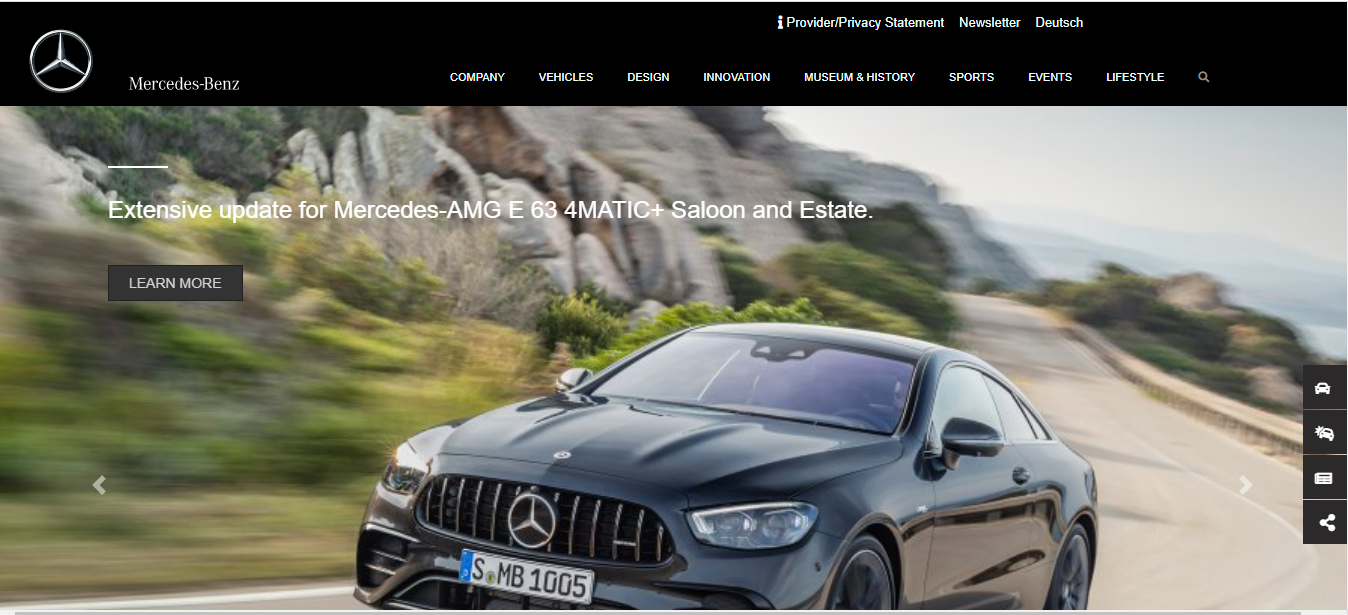 Provider/Privacy Statement Newsletter Deutsch
Mercedes-Benz
COMPANY VEHICLES DESIGN INNOVATION MUSEUM & HISTORY SPORTS EVENTS LIFESTYLE
Extensive update for Mercedes-AMG E 63 4MATIC+ Saloon and Estate.
LEARN MORE
S MB 1005